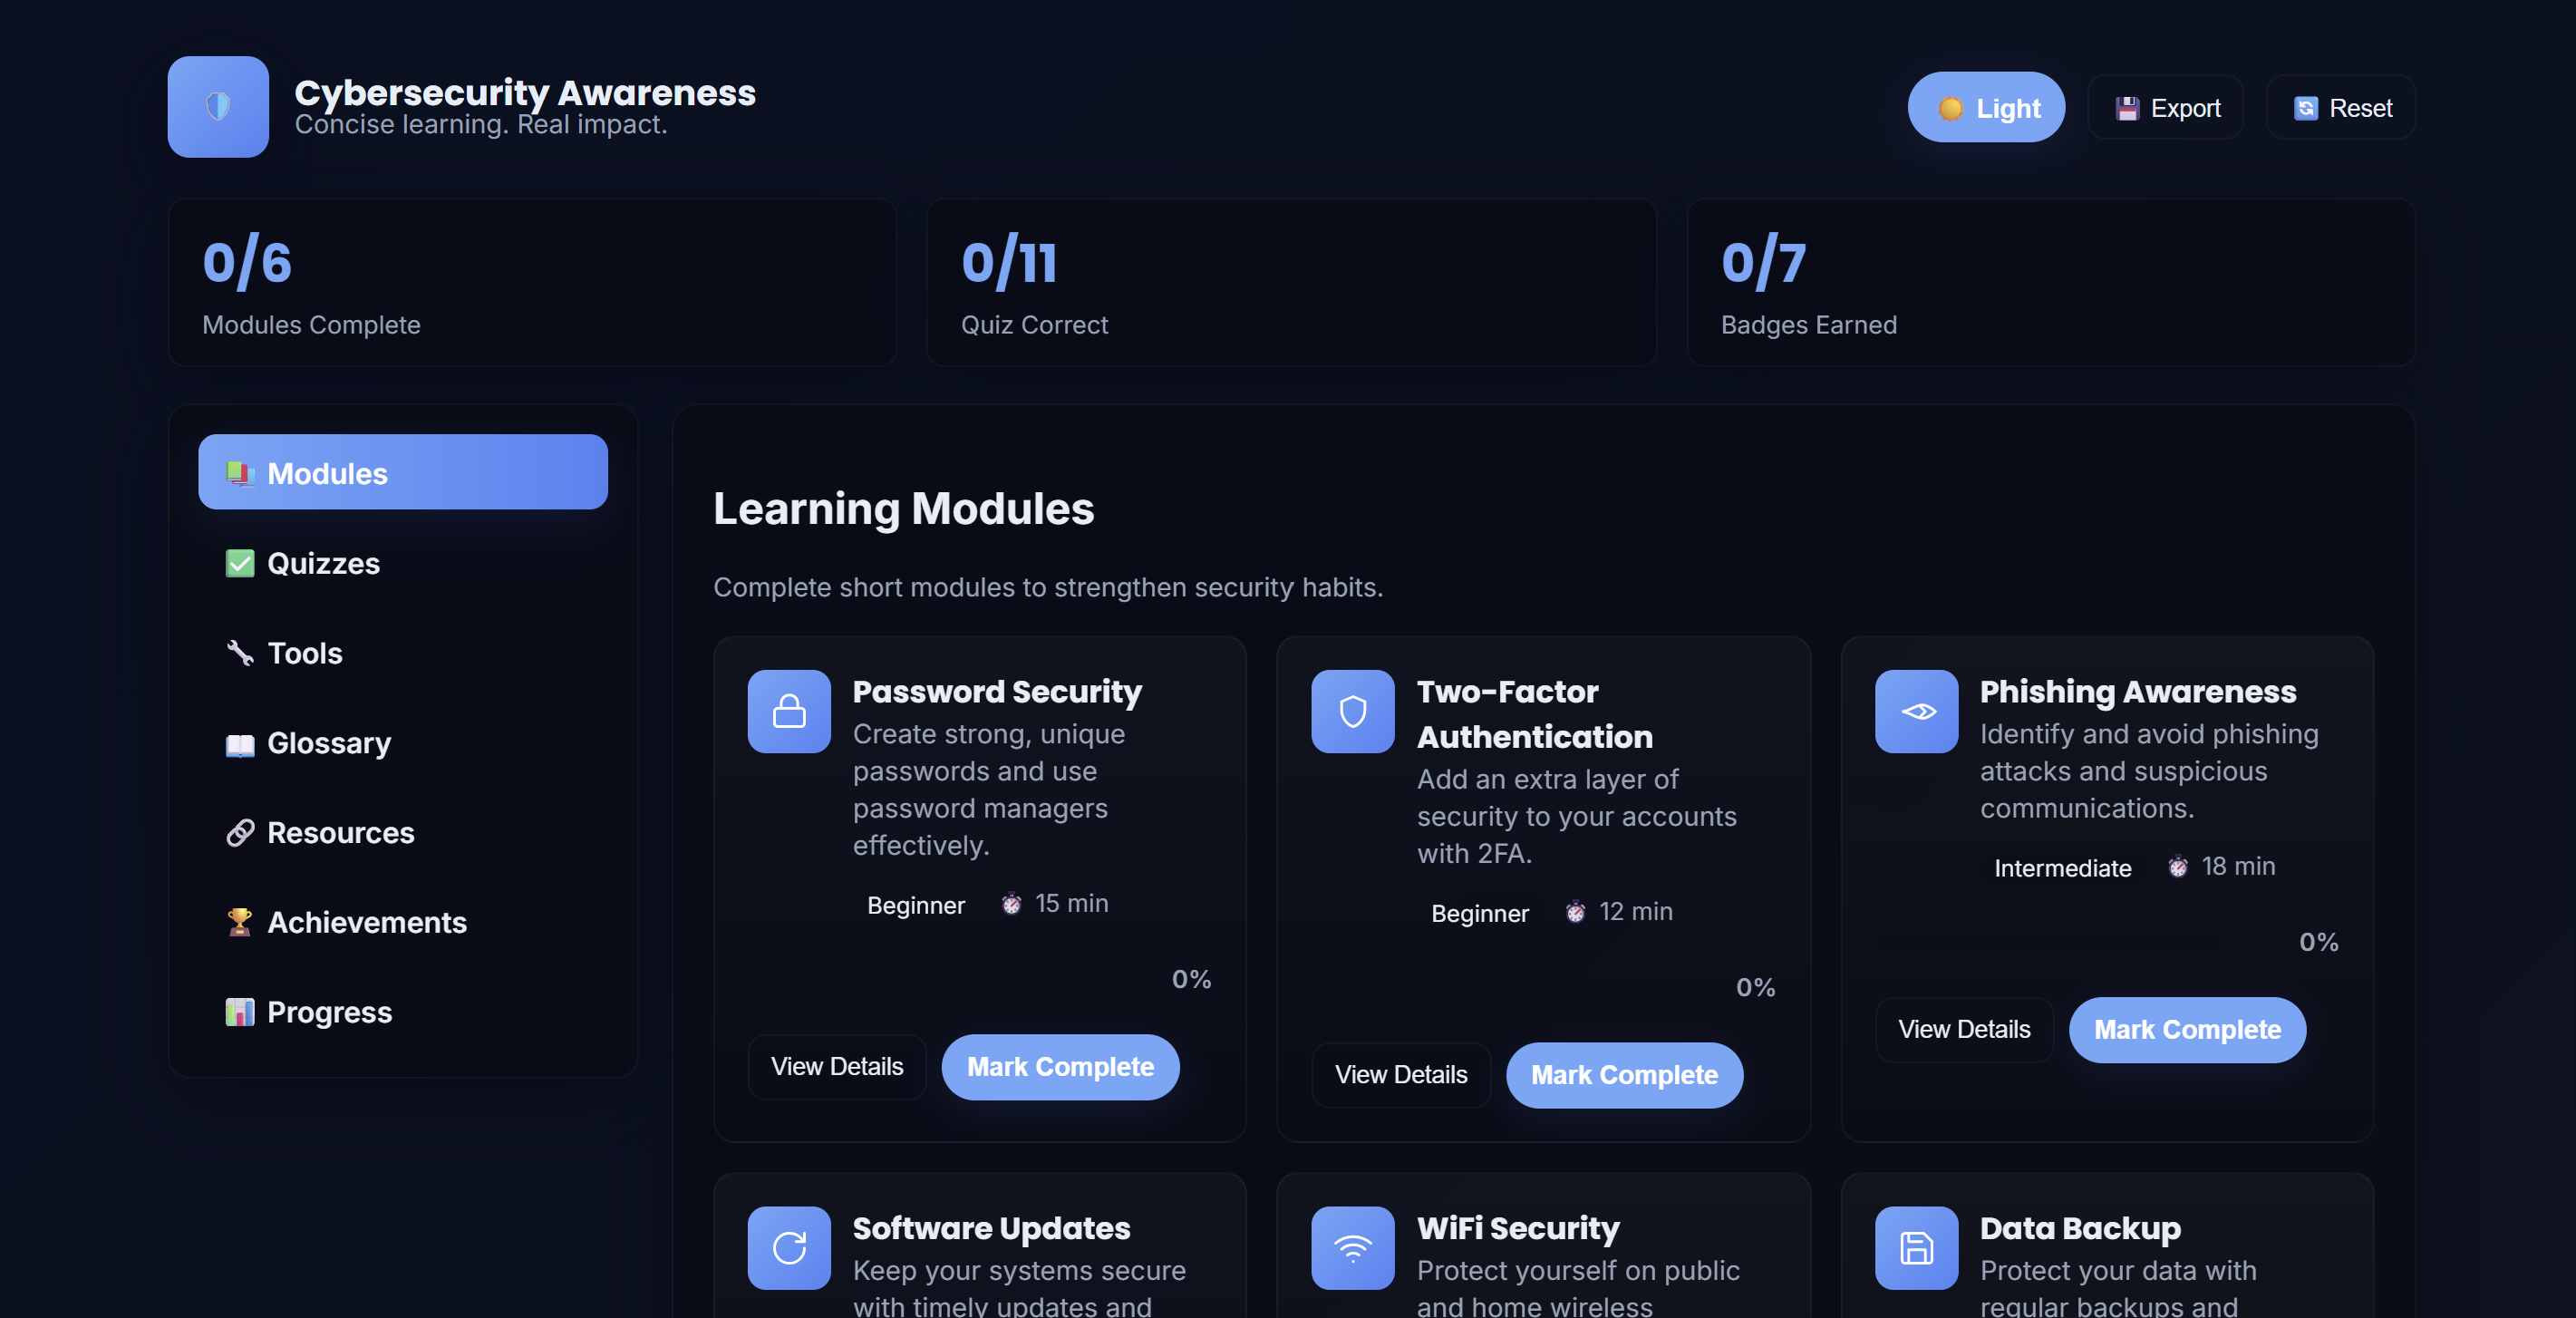 Cybersecurity Awareness
Concise learning. Real impact.
Light
Export
Reset
0/6
Modules Complete
0/11
Quiz Correct
0/7
Badges Earned
Modules
Quizzes
Tools
Glossary
Resources
Achievements
Progress
Learning Modules
Complete short modules to strengthen security habits.
Password Security
Create strong, unique
passwords and use
password managers
effectively.
Beginner 15 min
0%
View Details Mark Complete
Two-Factor
Authentication
Add an extra layer of
security to your accounts
with 2FA.
Beginner 12 min
0%
View Details Mark Complete
Phishing Awareness
Identify and avoid phishing
attacks and suspicious
communications.
Intermediate 18 min
0%
View Details Mark Complete
Software Updates
Keep your systems secure
with timely updates and
WiFi Security
Protect yourself on public
and home wireless
Data Backup
Protect your data with
regular backups and